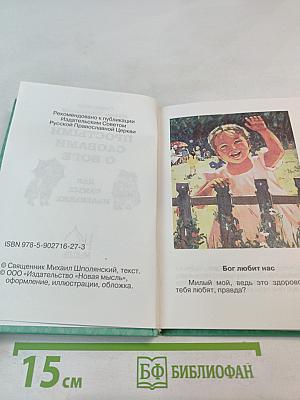 Рекомендовано к публикации
Издательским Советом
Русской Православной Церкви
ISBN 978-5-902716-27-3
© Священник Михаил Шполянский, текст.
© ООО «Издательство «Новая мысль»,
оформление, иллюстрации, обложка.
Бог любит нас
Милый мой, ведь это здорово
тебя любят, правда?
15 см
БФ БИБЛИОФАН